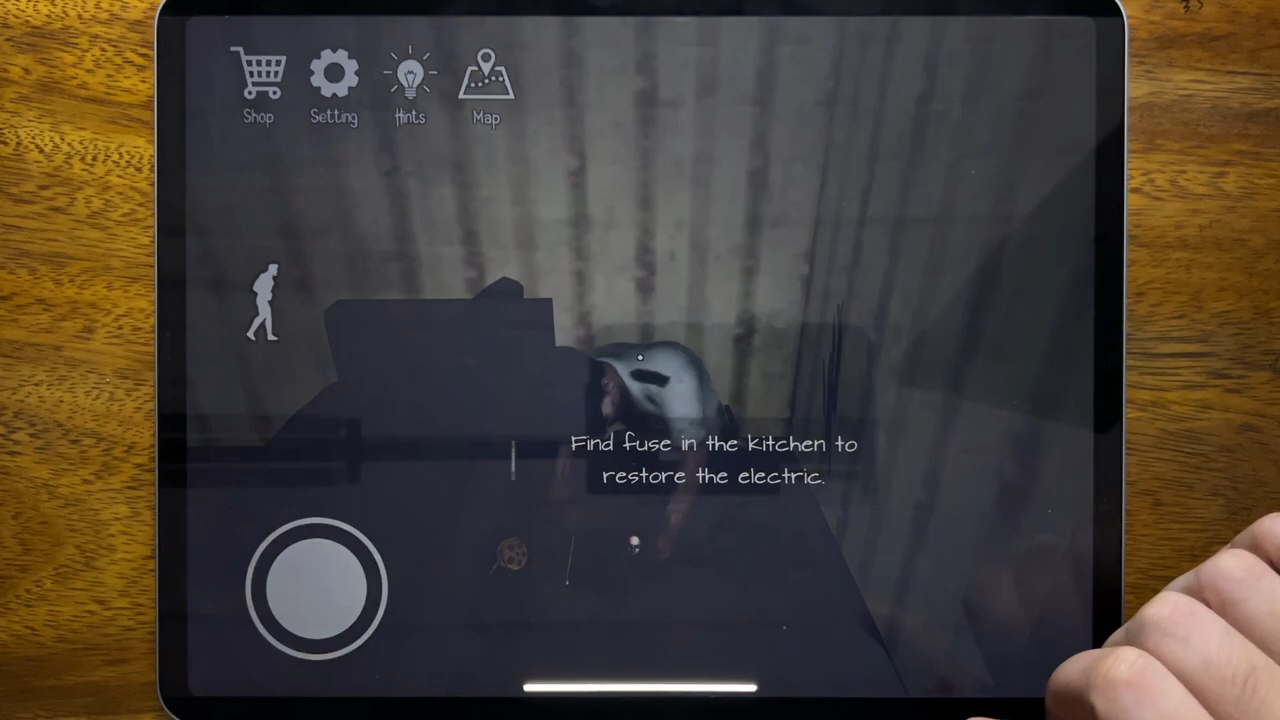 Shop Setting Hints Map
Find fuse in the kitchen to
restore the electric.